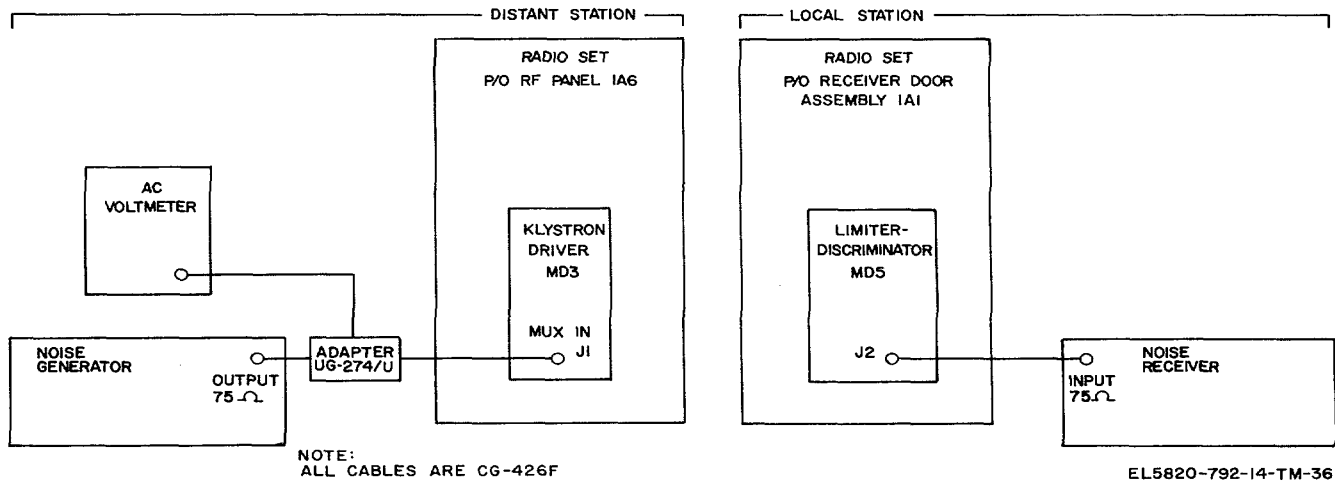 DISTANT STATION
LOCAL STATION
RADIO SET
P/O RF PANEL 1A6
RADIO SET
P/O RECEIVER DOOR
ASSEMBLY 1A1
AC
VOLTMETER
KLYSTRON
DRIVER
MD3
MUX IN
J1
LIMITER-
DISCRIMINATOR
MD5
J2
NOISE
GENERATOR
OUTPUT
75Ω
ADAPTER
UG-274/U
NOISE
RECEIVER
INPUT
75Ω
NOTE:
ALL CABLES ARE CG-426F
EL5820-792-14-TM-36